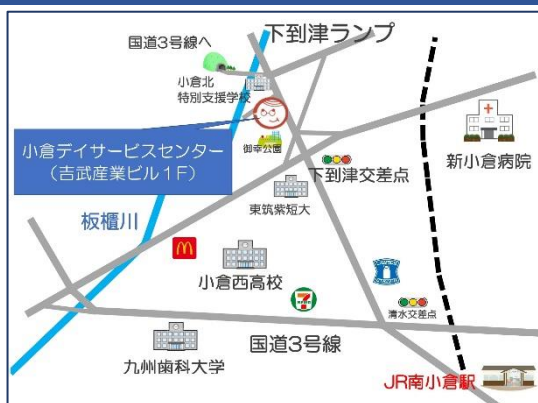 下到津ランプ
国道3号線へ
小倉北
特別支援学校
御幸公園
小倉デイサービスセンター
（吉武産業ビル1F）
下到津交差点
新小倉病院
東筑紫短大
板櫃川
小倉西高校
清水交差点
国道3号線
九州歯科大学
JR南小倉駅